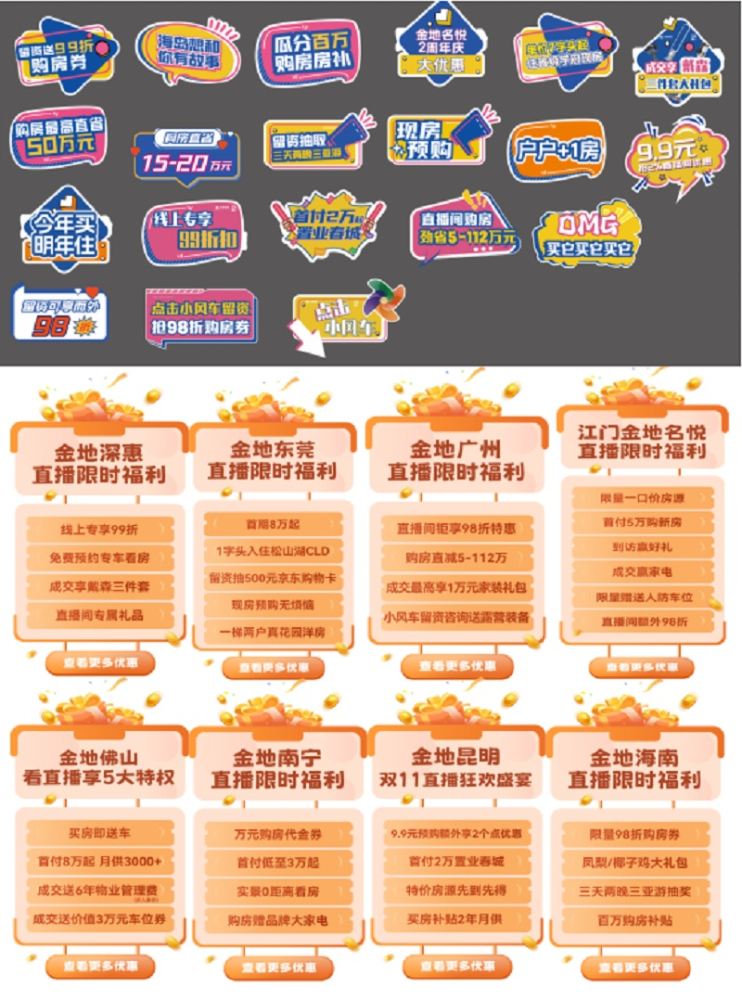 留资送99折
购房券
海岛想和
你有故事
瓜分百万
购房房补
金地名悦
2周年庆
大优惠
单价7字头起
成交享 戴森
三件套大礼包
购房最高直省
50万元
购房直省
15-20万元
留资抽取
三天两晚三亚游
现房
预购
户户+1房
9.9元
今年买
明年住
线上专享
99折扣
首付2万起
置业春城
直播间购房
劲省5-112万元
OMG
买它买它买它
留资可享额外
98折
点击小风车留资
抢98折购房券
点击
小风车
金地深惠
直播限时福利
线上专享99折
免费预约专车看房
成交享戴森三件套
直播间专属礼品
查看更多优惠
金地东莞
直播限时福利
首期8万起
1字头入住松山湖CLD
留资抽500元京东购物卡
现房预购无烦恼
一梯两户真花园洋房
查看更多优惠
金地广州
直播限时福利
直播间钜享98折特惠
购房直减5-112万
成交最高享1万元家装礼包
小风车留资咨询送露营装备
查看更多优惠
江门金地名悦
直播限时福利
限量一口价房源
首付5万购新房
到访赢好礼
成交赢家电
限量赠送人防车位
直播间额外98折
查看更多优惠
金地佛山
看直播享5大特权
买房即送车
首付8万起 月供3000+
成交送6年物业管理费
成交送价值3万元车位券
查看更多优惠
金地南宁
直播限时福利
万元购房代金券
首付低至3万起
实景0距离看房
购房赠品牌大家电
查看更多优惠
金地昆明
双11直播狂欢盛宴
9.9元预购额外享2个点优惠
首付2万置业春城
特价房源先到先得
买房补贴2年月供
查看更多优惠
金地海南
直播限时福利
限量98折购房券
凤梨/椰子鸡大礼包
三天两晚三亚游抽奖
百万购房补贴
查看更多优惠